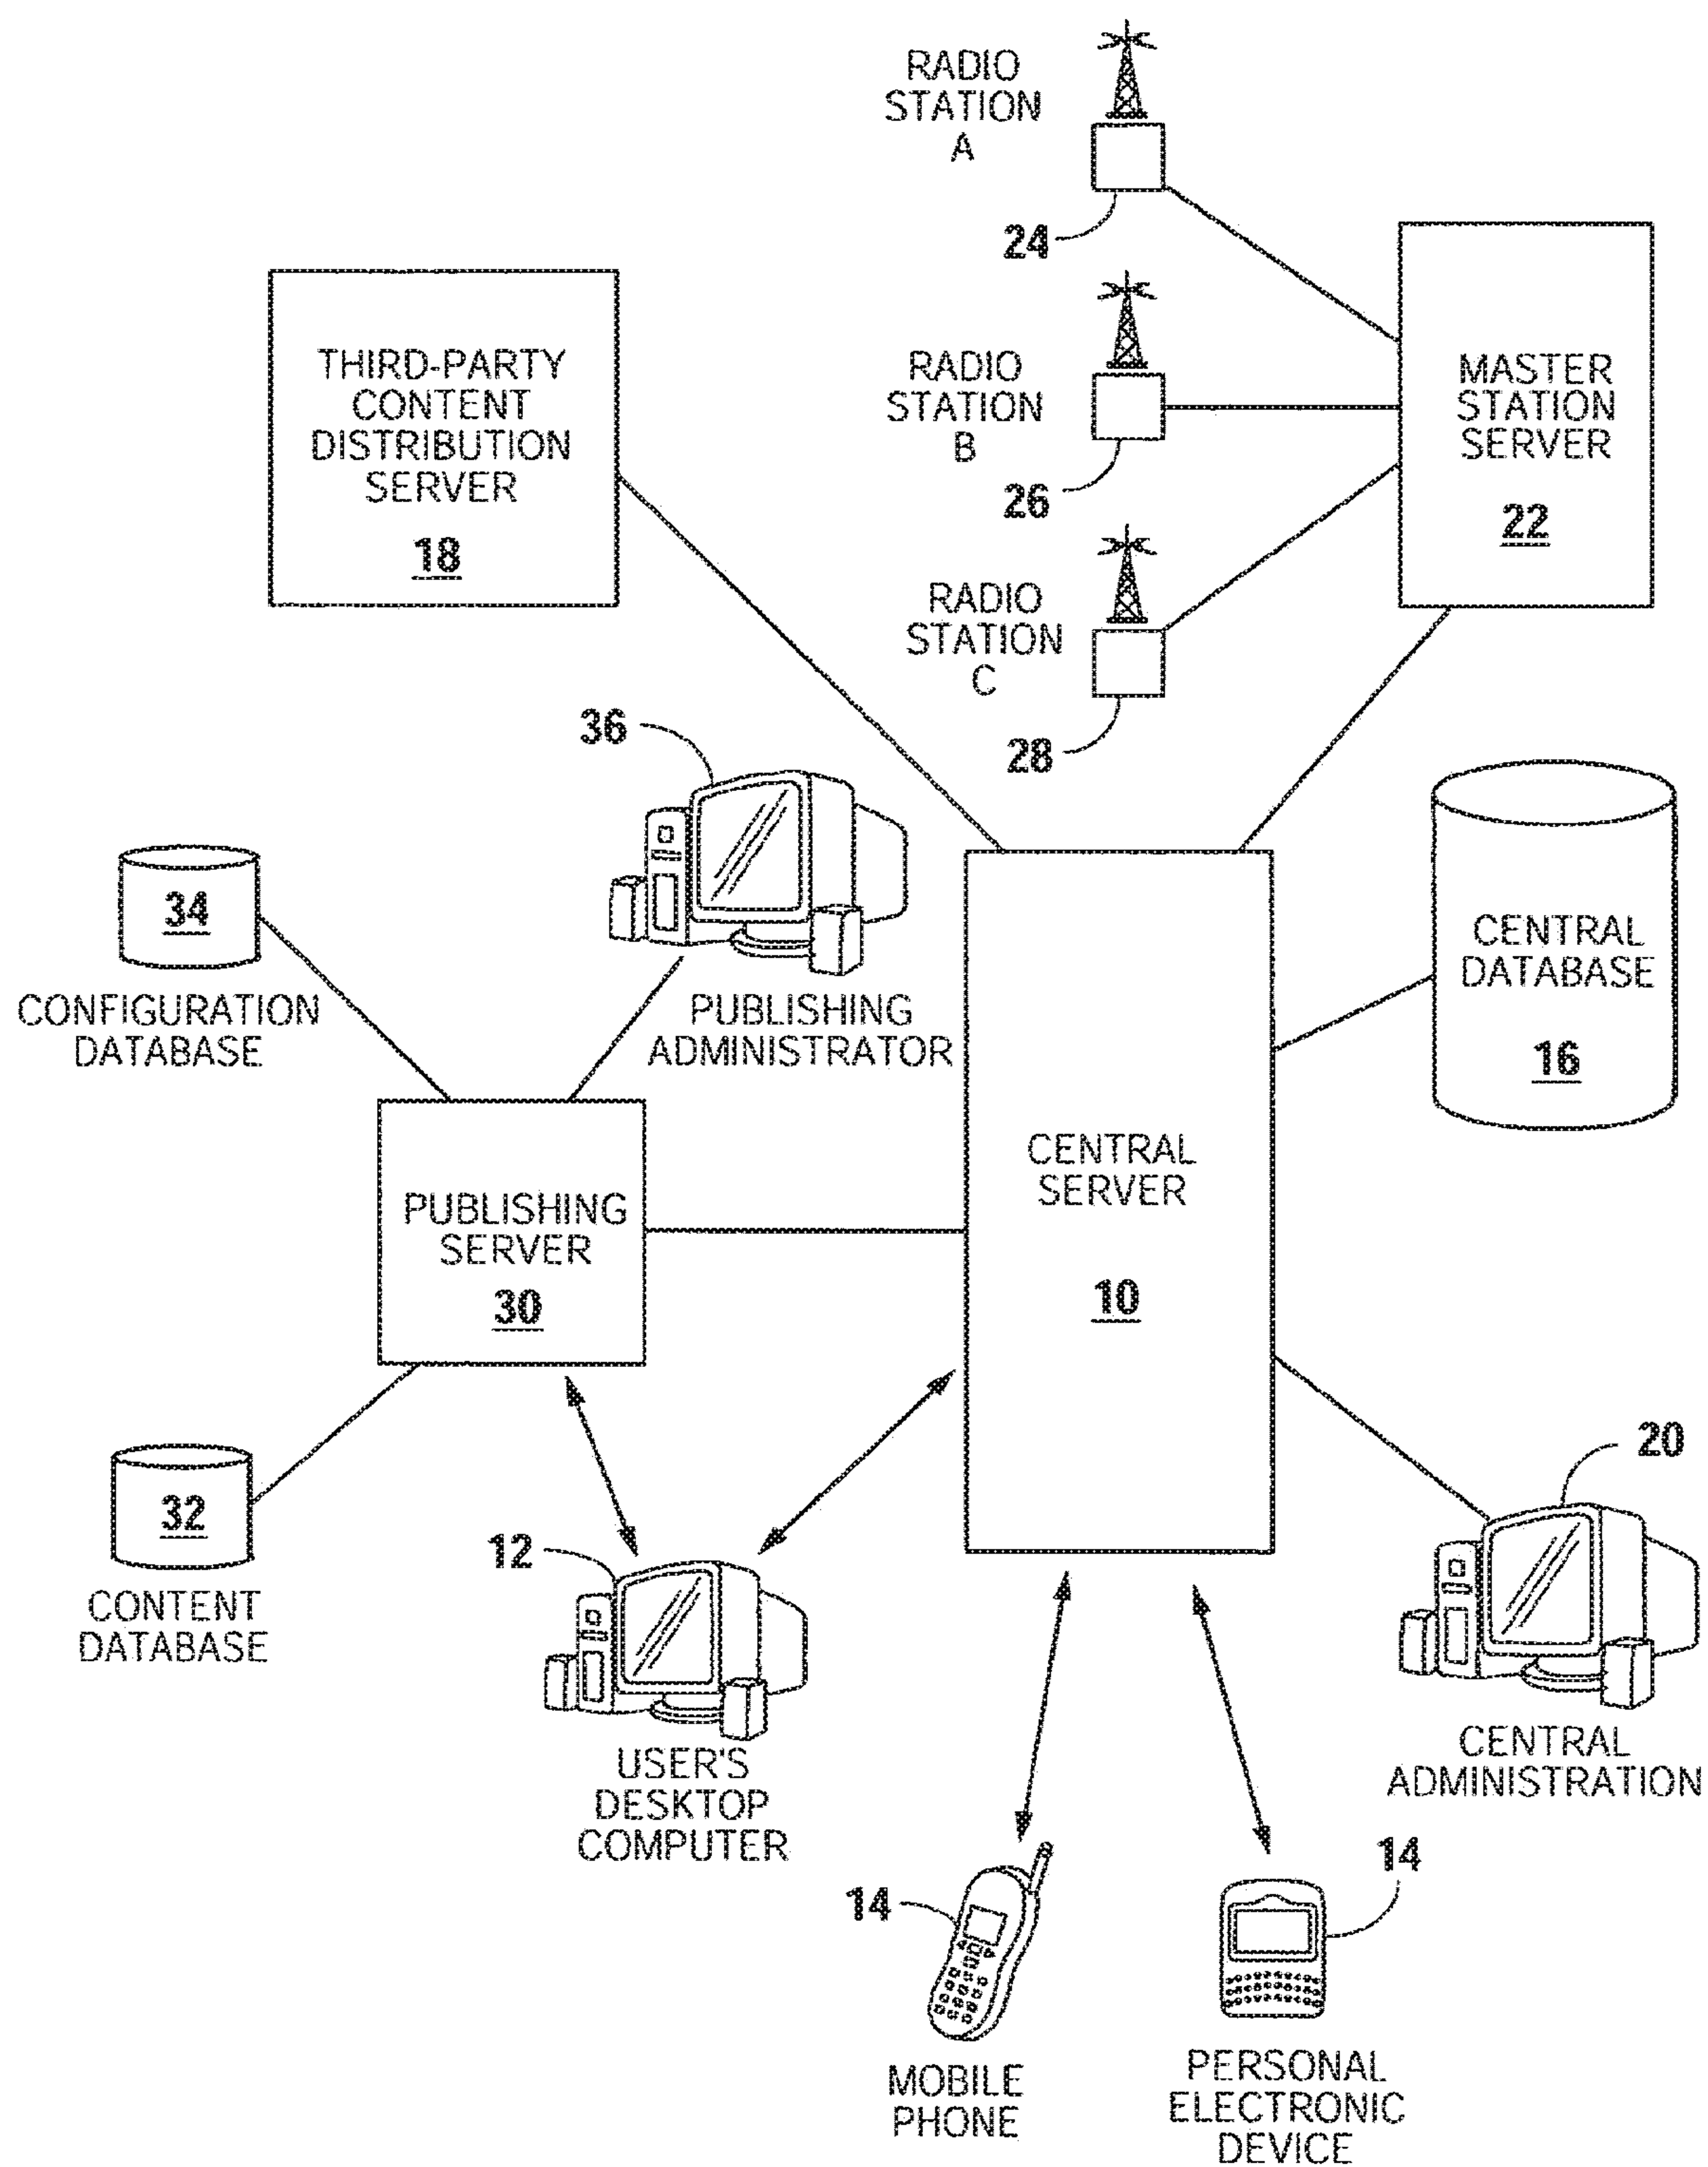 RADIO
STATION
A
24
THIRD-PARTY
CONTENT
DISTRIBUTION
SERVER
18
RADIO
STATION
B
26
MASTER
STATION
SERVER
22
RADIO
STATION
C
28
36
34
CONFIGURATION
DATABASE
PUBLISHING
ADMINISTRATOR
CENTRAL
DATABASE
16
PUBLISHING
SERVER
30
CENTRAL
SERVER
10
32
CONTENT
DATABASE
12
USER'S
DESKTOP
COMPUTER
20
CENTRAL
ADMINISTRATION
14
MOBILE
PHONE
14
PERSONAL
ELECTRONIC
DEVICE